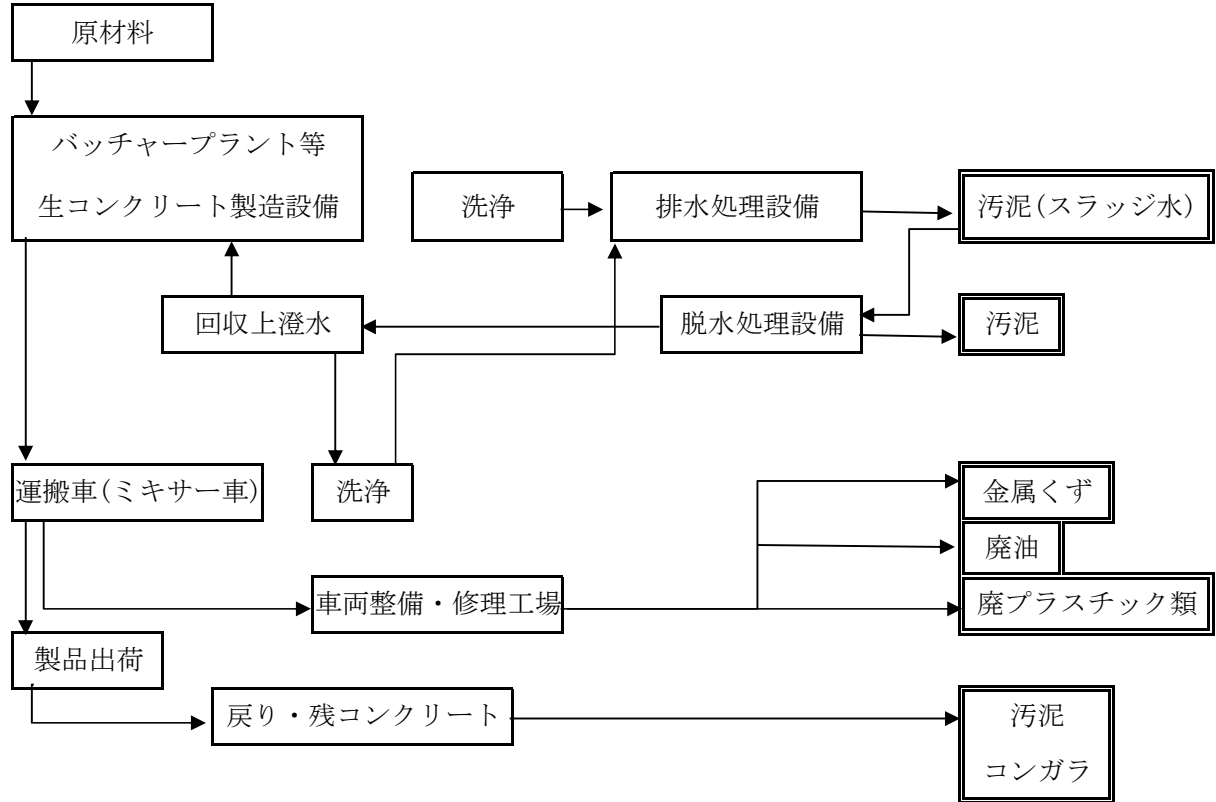 原材料
バッチャープラント等
生コンクリート製造設備
洗浄
排水処理設備
汚泥(スラッジ水)
回収上澄水
脱水処理設備
汚泥
運搬車(ミキサー車)
洗浄
金属くず
廃油
車両整備・修理工場
廃プラスチック類
製品出荷
戻り・残コンクリート
汚泥
コンガラ